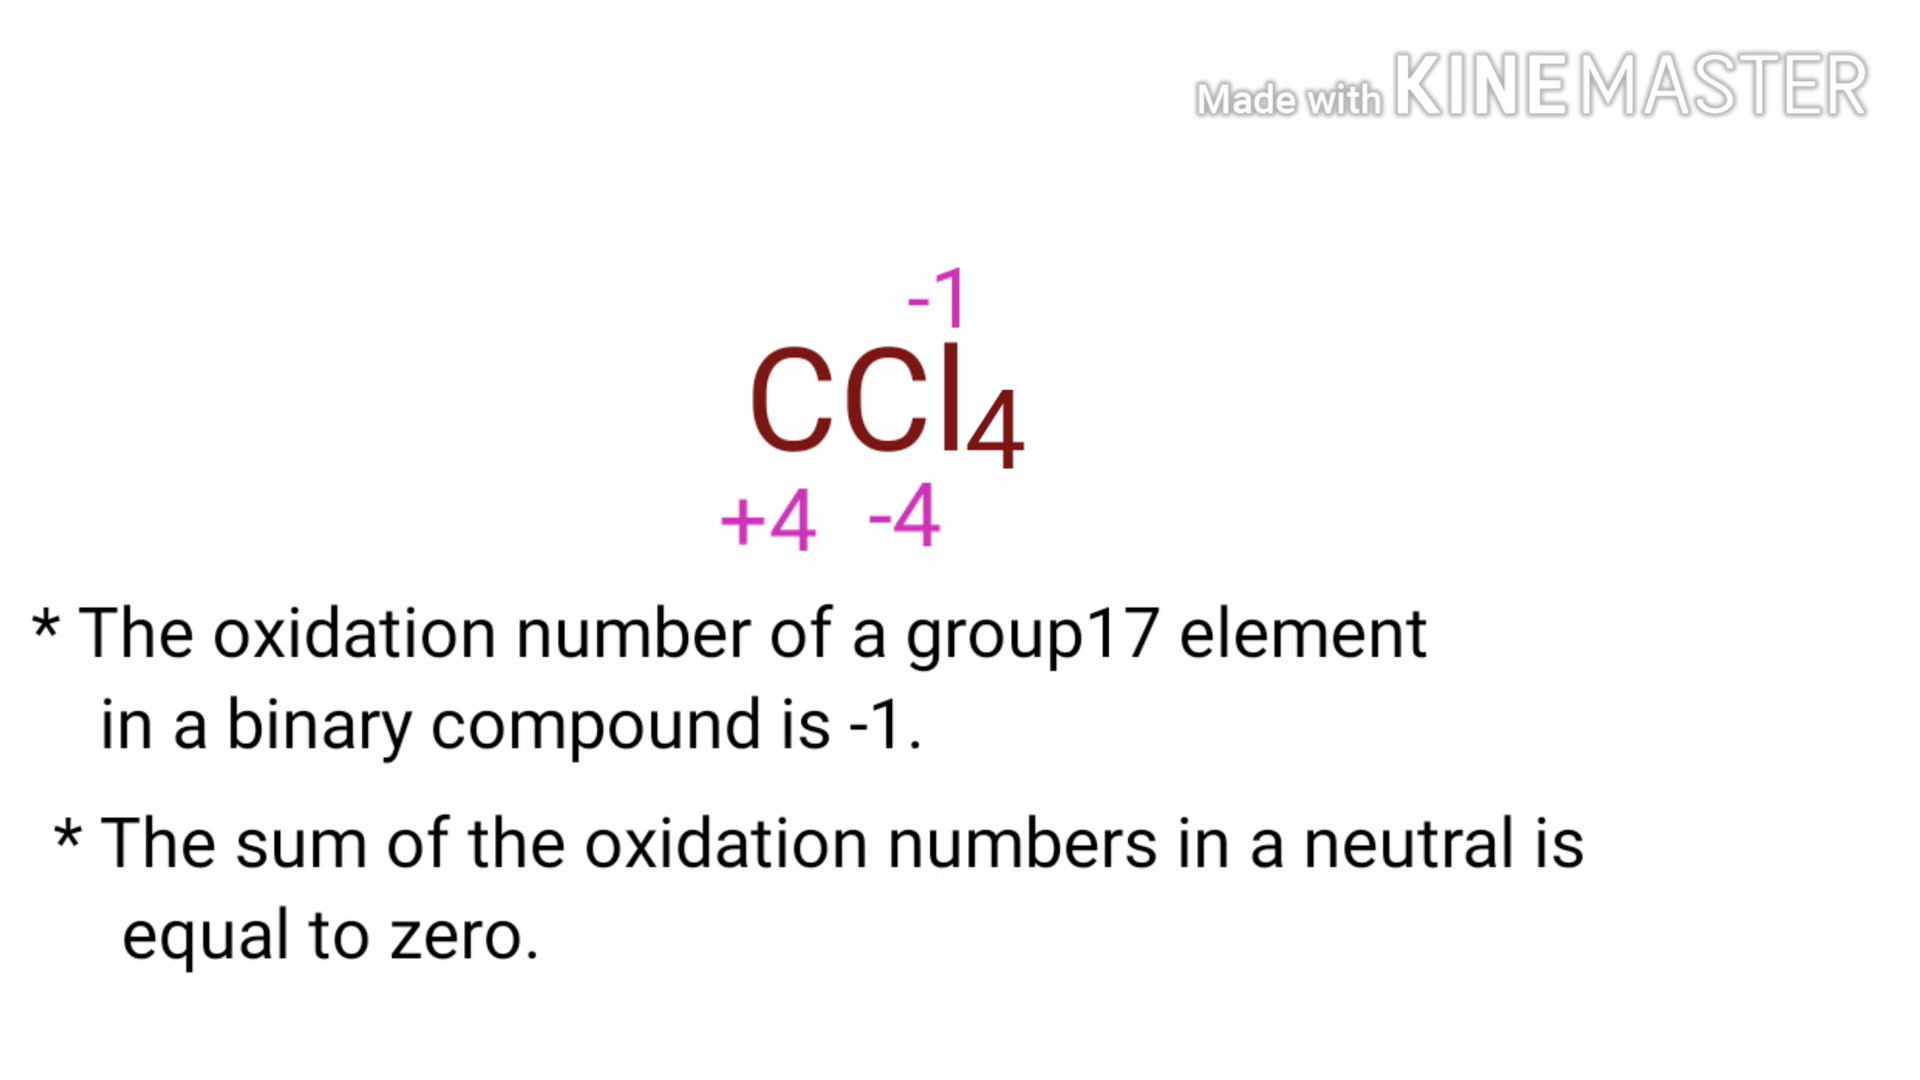 Made with KINEMASTER
-1
CCl4
+4 -4
* The oxidation number of a group17 element
in a binary compound is -1.
* The sum of the oxidation numbers in a neutral is
equal to zero.